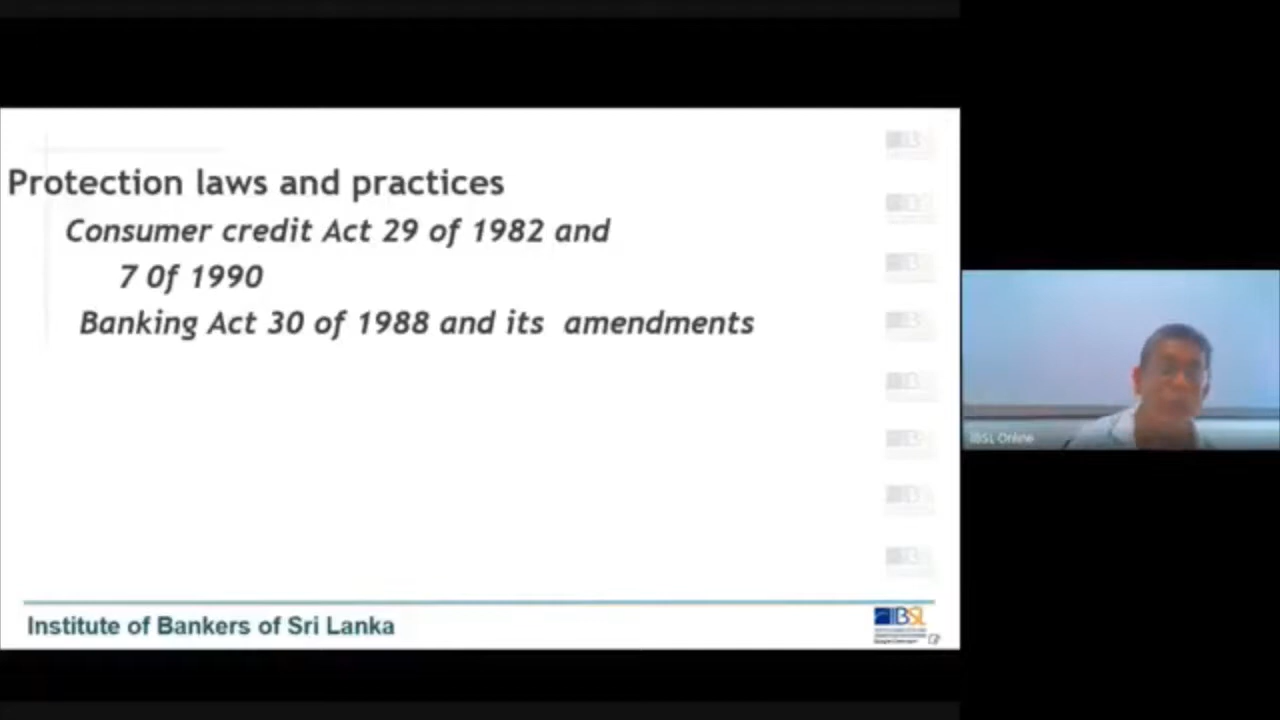 Protection laws and practices
Consumer credit Act 29 of 1982 and
7 0f 1990
Banking Act 30 of 1988 and its amendments
IBSL Online
Institute of Bankers of Sri Lanka
IBSL